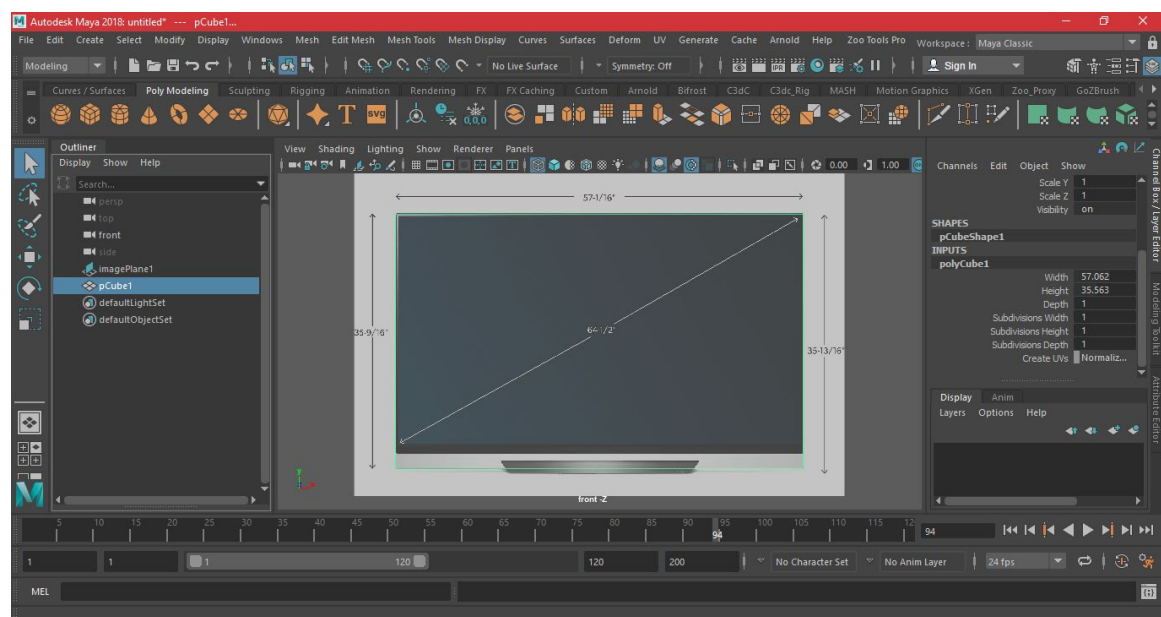 Autodesk Maya 2018: untitled* --- pCube1...
File Edit Create Select Modify Display Windows Mesh Edit Mesh Mesh Tools Mesh Display Curves Surfaces Deform UV Generate Cache Arnold Help Zoo Tools Pro Workspace: Maya Classic
Modeling No Live Surface Symmetry: Off Sign In
Curves / Surfaces Poly Modeling Sculpting Rigging Animation Rendering FX FX Caching Custom Arnold Bifrost C3dC C3dc_Rig MASH Motion Graphics XGen Zoo_Proxy GoZBrush
T svg 0,0,0 IPR
Outliner
Display Show Help
Search...
persp
top
front
side
imagePlane1
pCube1
defaultLightSet
defaultObjectSet
View Shading Lighting Show Renderer Panels
0.00 1.00
57-1/16"
35-9/16"
64-1/2"
35-13/16"
front -Z
Channels Edit Object Show
Scale Y 1
Scale Z 1
Visibility on
SHAPES
pCubeShape1
INPUTS
polyCube1
Width 57.062
Height 35.563
Depth 1
Subdivisions Width 1
Subdivisions Height 1
Subdivisions Depth 1
Create UVs Normaliz...
Display Anim
Layers Options Help
Channel Box / Layer Editor
Modeling Toolkit
Attribute Editor
5 10 15 20 25 30 35 40 45 50 55 60 65 70 75 80 85 90 95 100 105 110 115 12
94 94
1 1 1 120 120 200 No Character Set No Anim Layer 24 fps
MEL